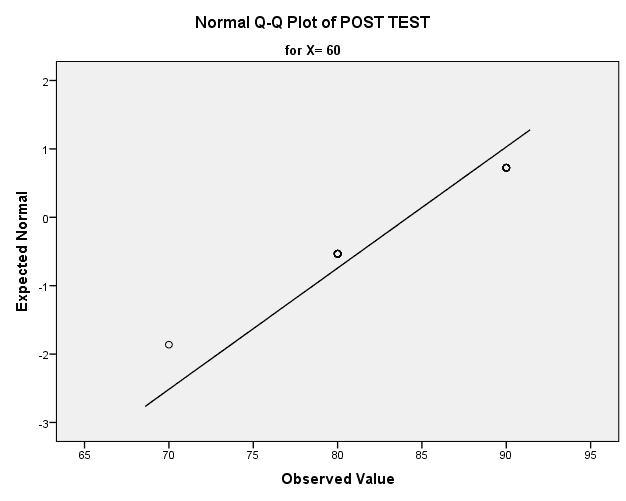 Normal Q-Q Plot of POST TEST
for X= 60
2
1
0
-1
-2
-3
Expected Normal
65 70 75 80 85 90 95
Observed Value